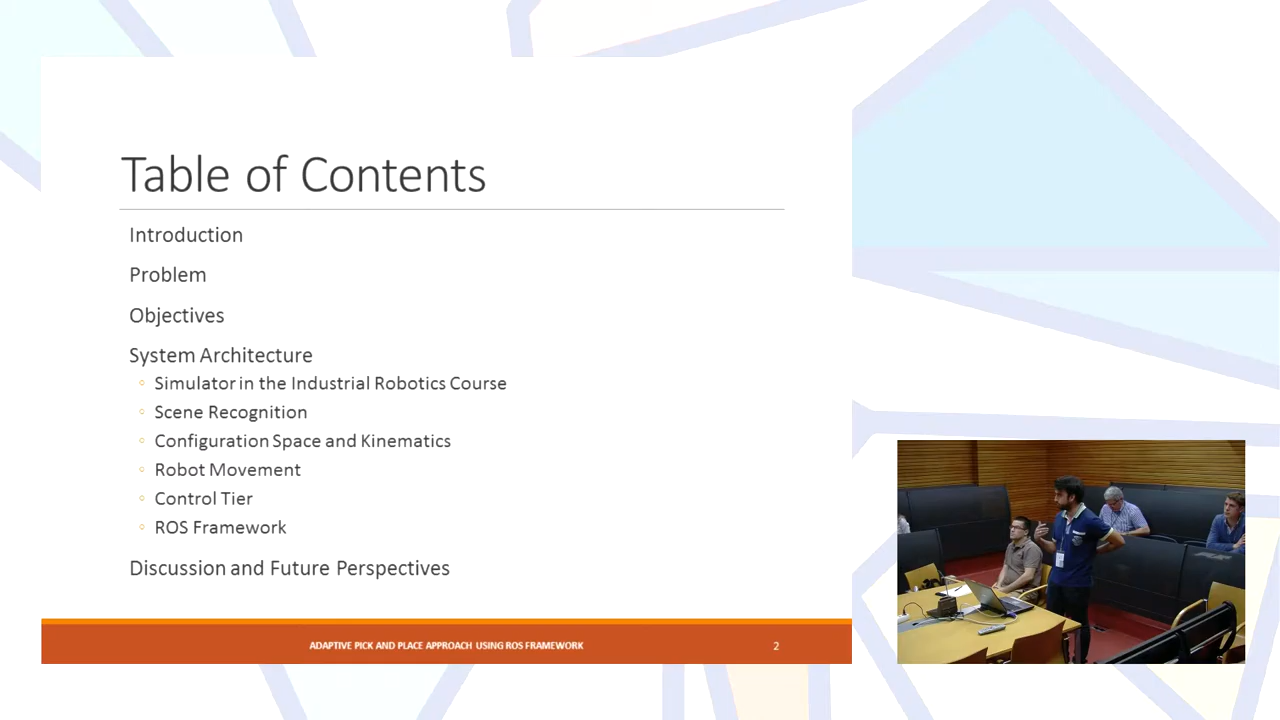 Table of Contents
Introduction
Problem
Objectives
System Architecture
Simulator in the Industrial Robotics Course
Scene Recognition
Configuration Space and Kinematics
Robot Movement
Control Tier
ROS Framework
Discussion and Future Perspectives
ADAPTIVE PICK AND PLACE APPROACH USING ROS FRAMEWORK
2